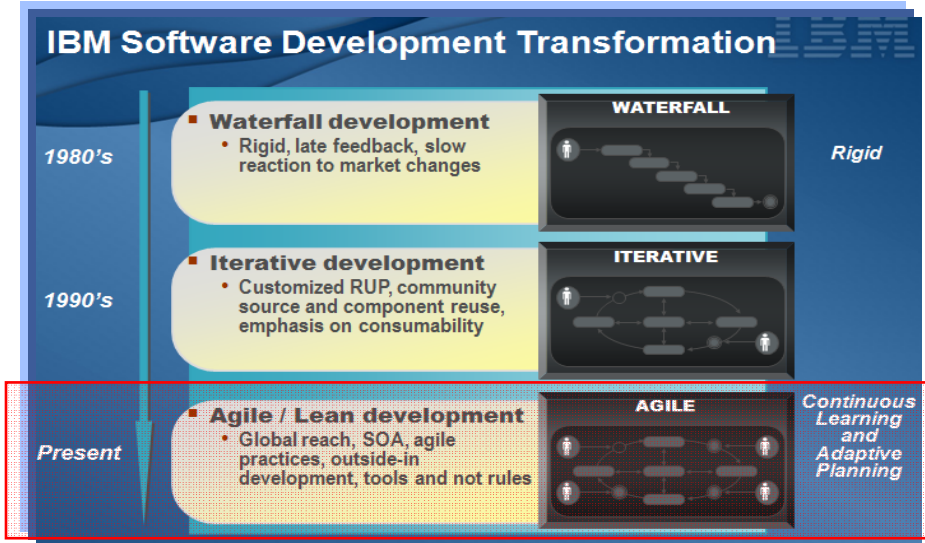 IBM Software Development Transformation
IBM
1980's
▪ Waterfall development
• Rigid, late feedback, slow
reaction to market changes
WATERFALL
Rigid
1990's
▪ Iterative development
• Customized RUP, community
source and component reuse,
emphasis on consumability
ITERATIVE
Present
▪ Agile / Lean development
• Global reach, SOA, agile
practices, outside-in
development, tools and not rules
AGILE
Continuous
Learning
and
Adaptive
Planning